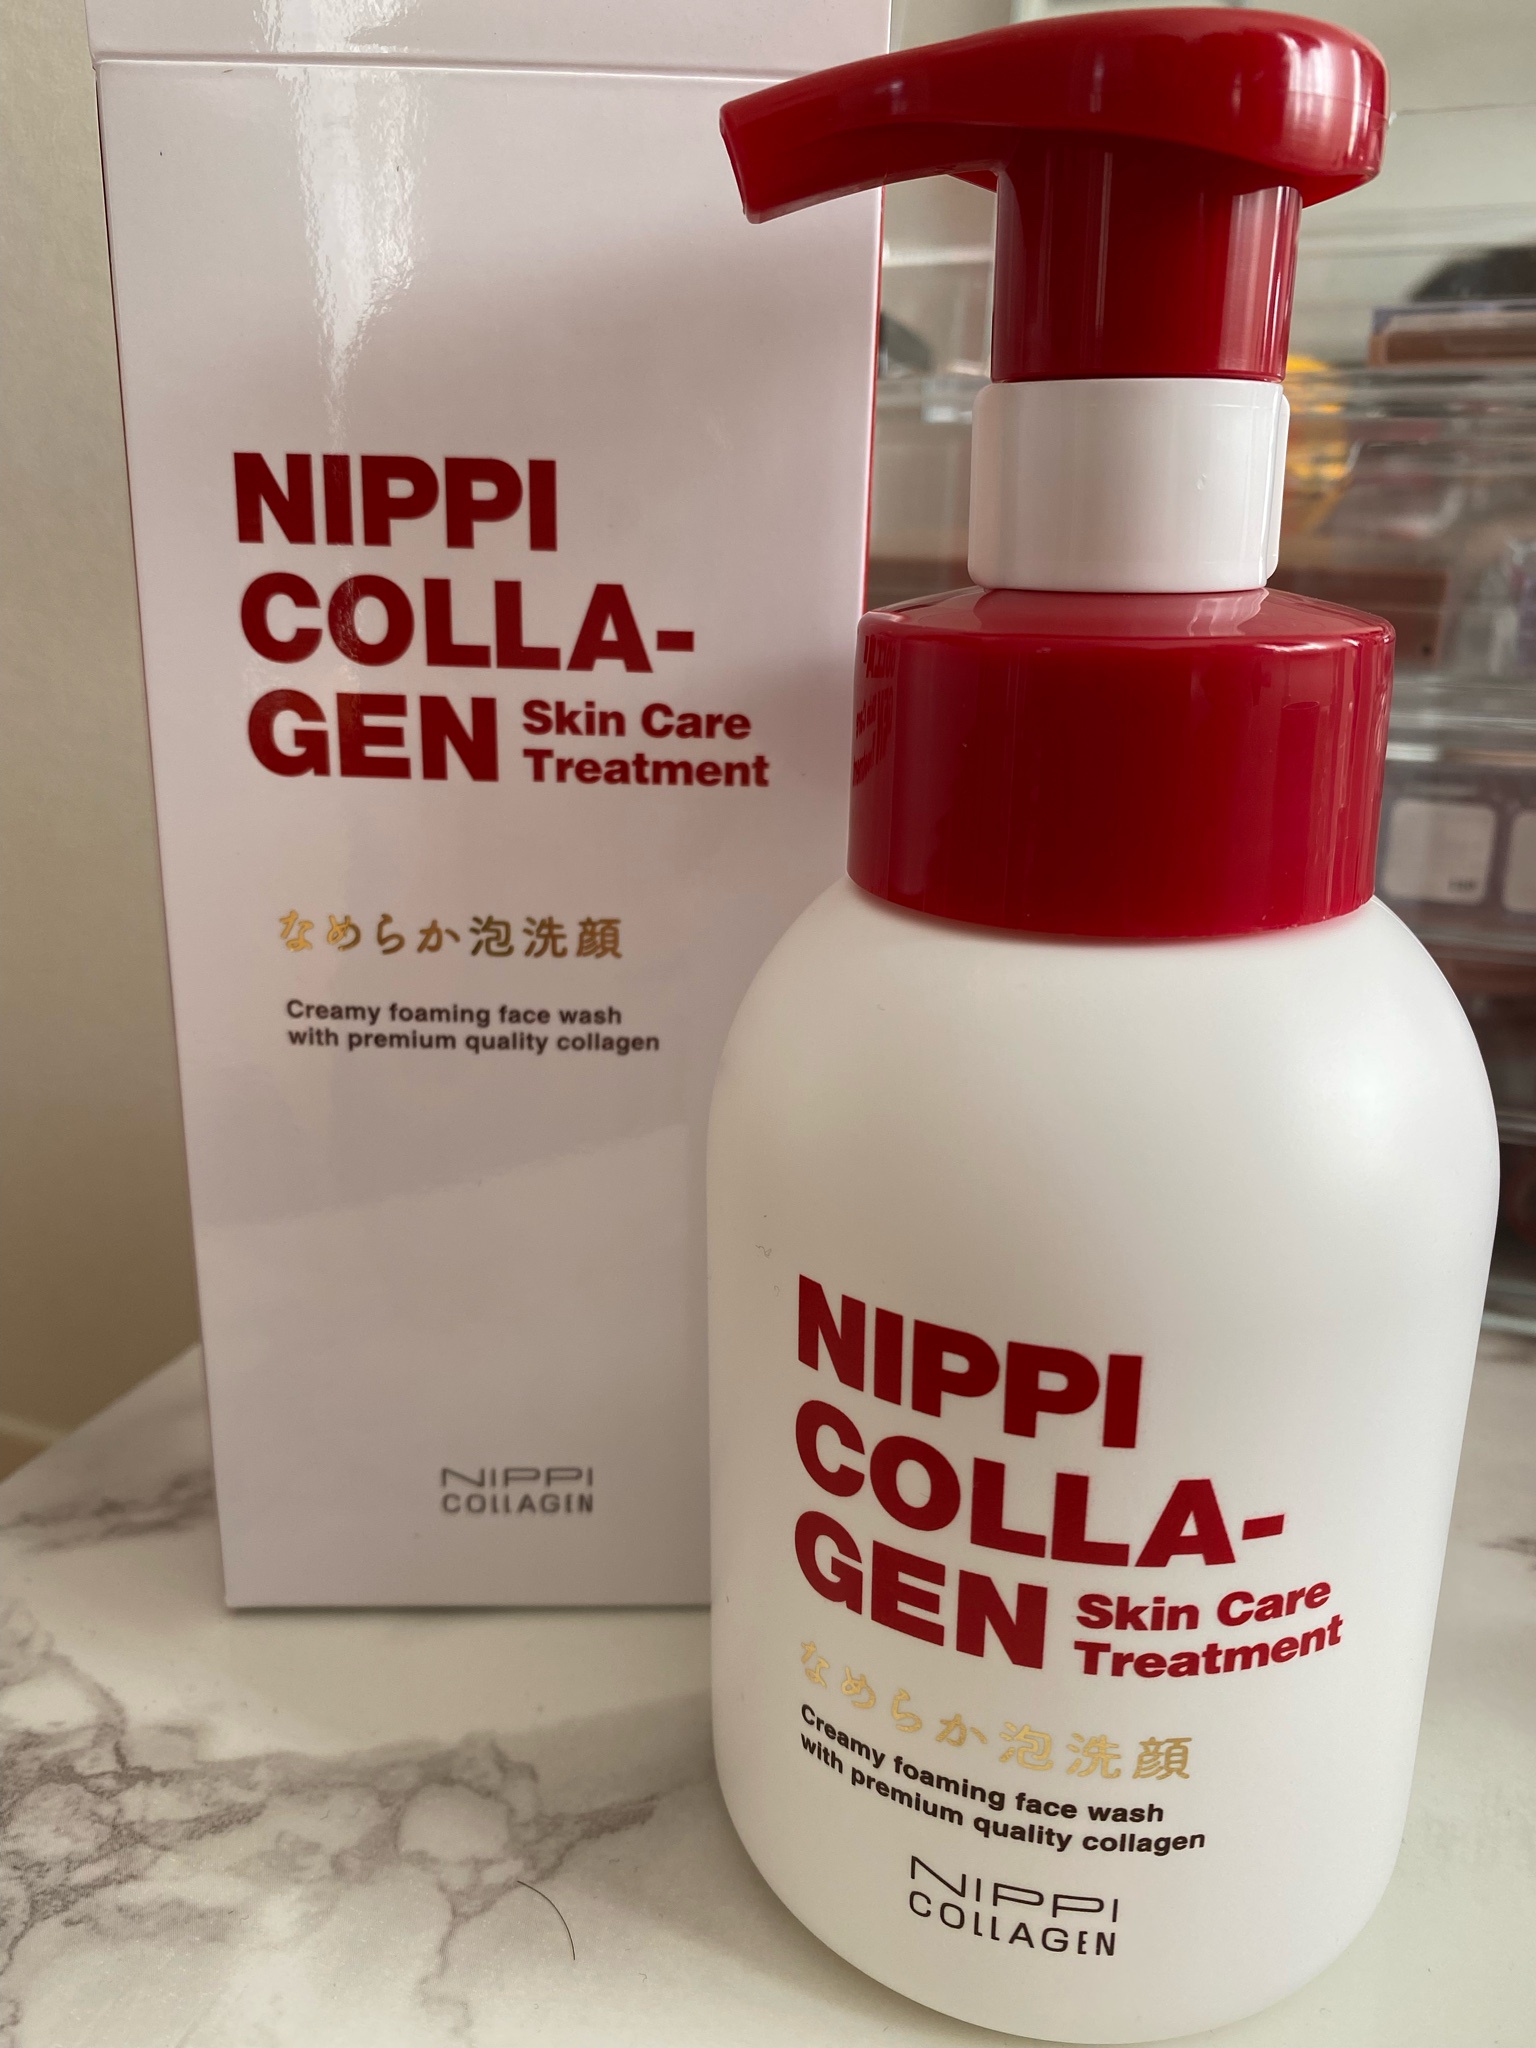 NIPPI
COLLA-
GEN Skin Care
Treatment
なめらか泡洗顔
Creamy foaming face wash
with premium quality collagen
NIPPI
COLLAGEN
NIPPI
COLLA-
GEN Skin Care
Treatment
なめらか泡洗顔
Creamy foaming face wash
with premium quality collagen
NIPPI
COLLAGEN